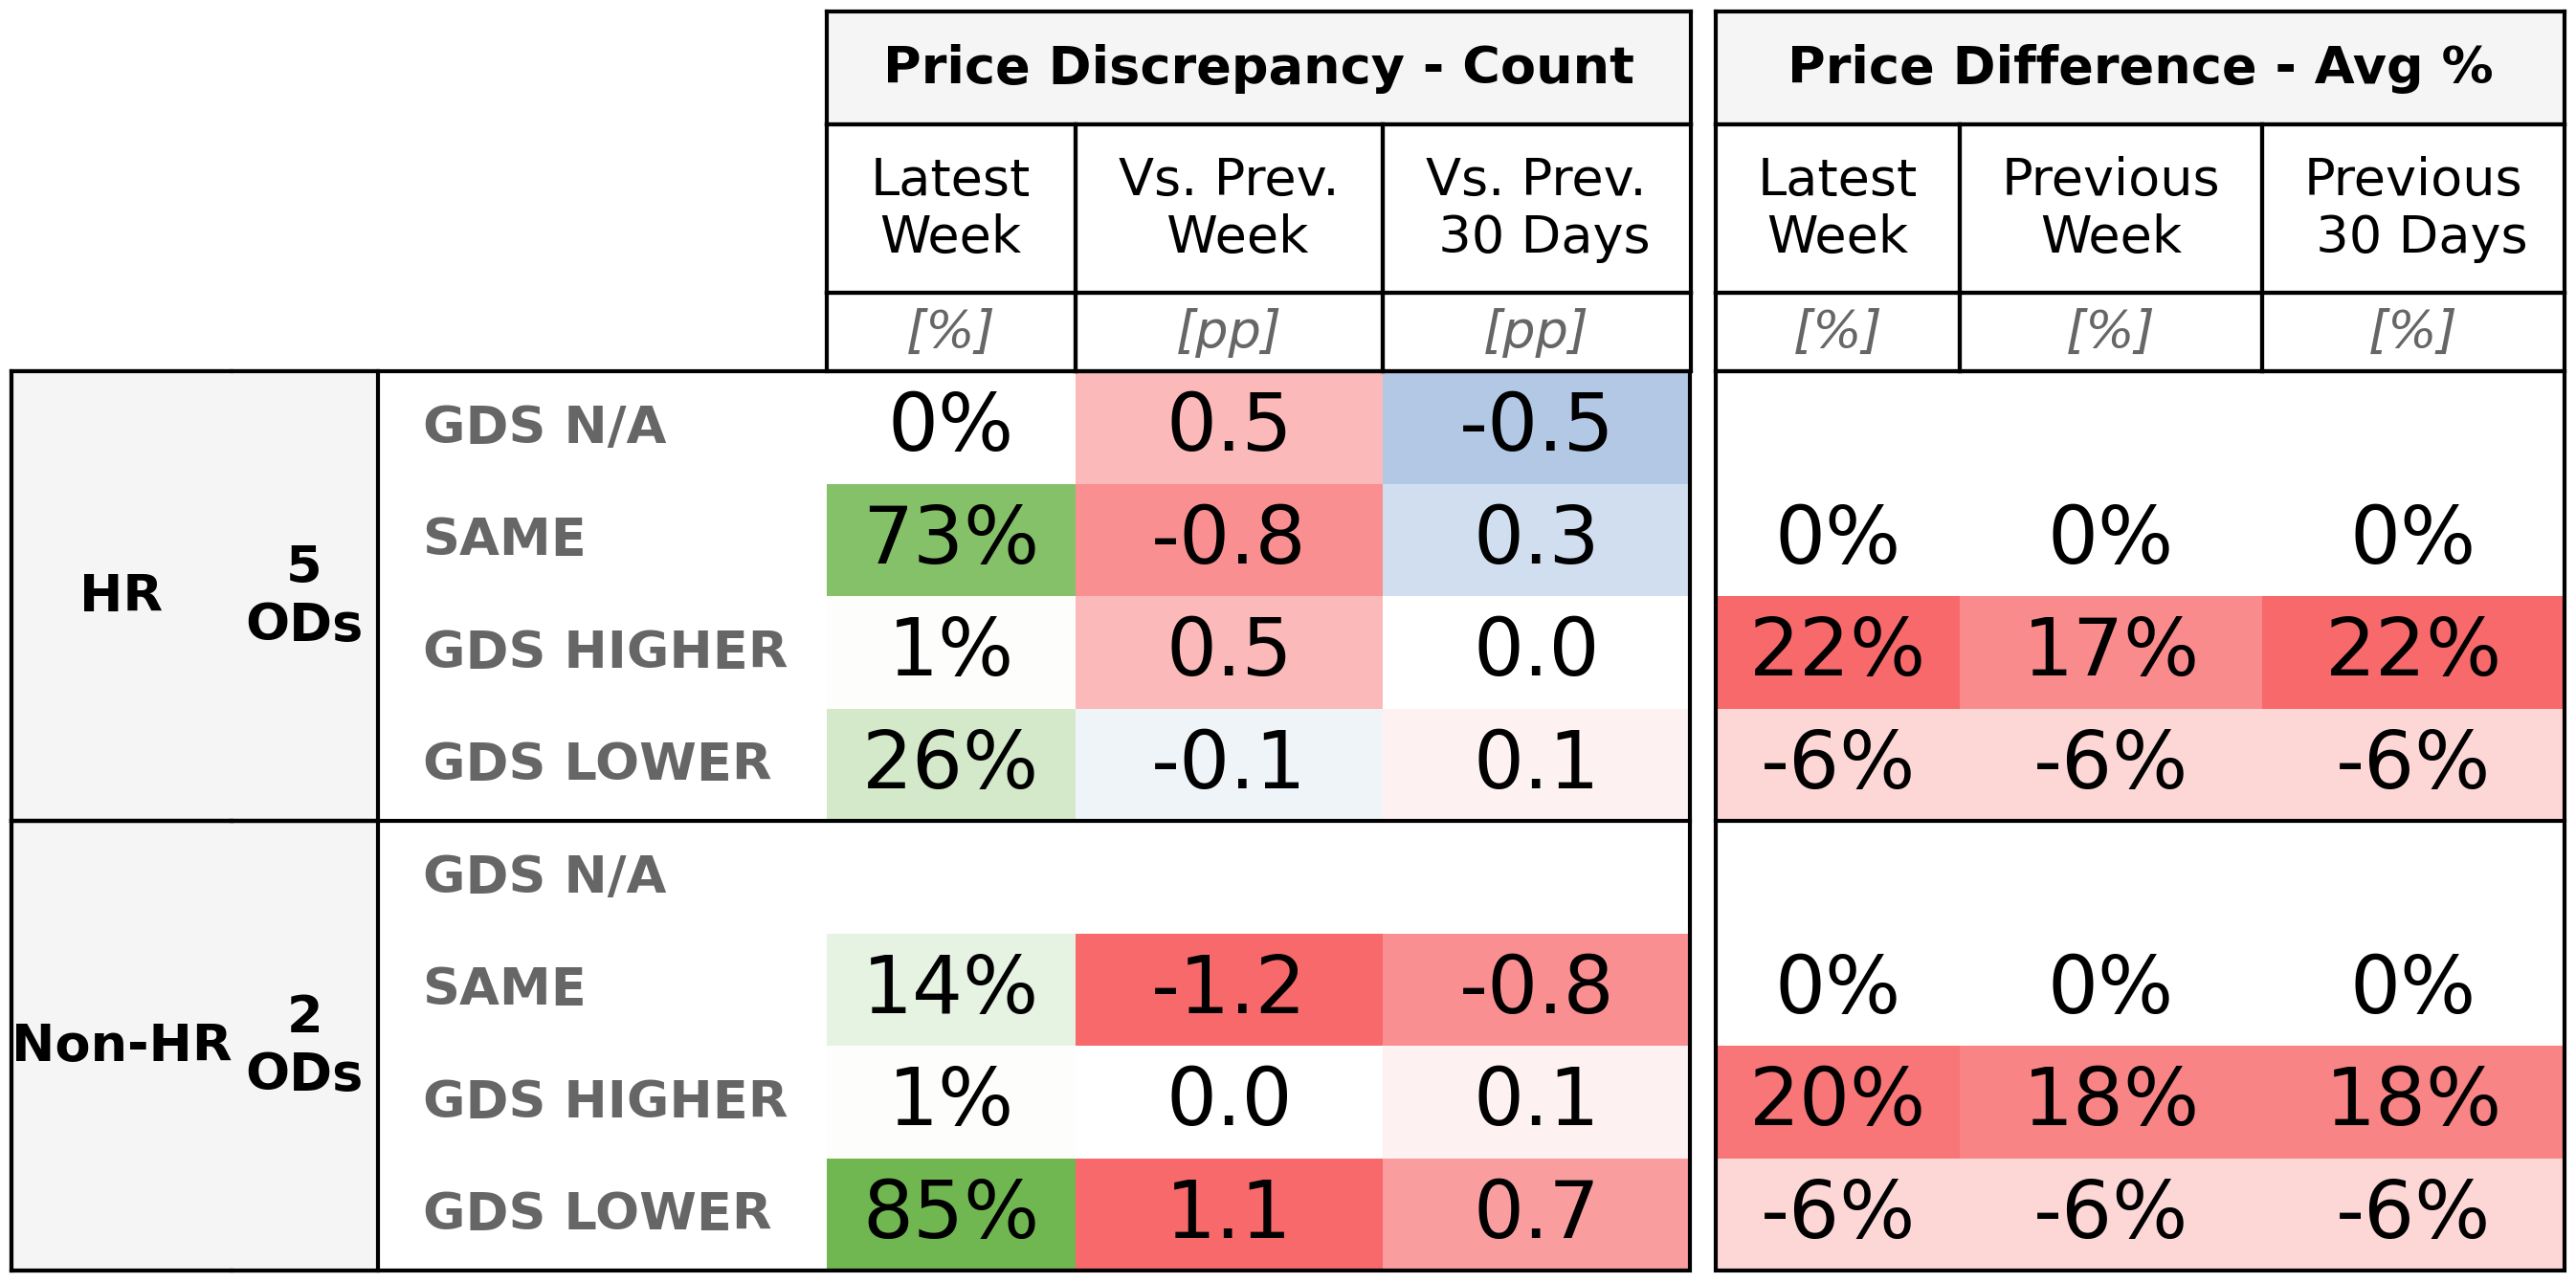 Price Discrepancy - Count Price Difference - Avg %
Latest Vs. Prev. Vs. Prev. Latest Previous Previous
Week Week 30 Days Week Week 30 Days
[%] [pp] [pp] [%] [%] [%]
HR 5 ODs
GDS N/A 0% 0.5 -0.5
SAME 73% -0.8 0.3 0% 0% 0%
GDS HIGHER 1% 0.5 0.0 22% 17% 22%
GDS LOWER 26% -0.1 0.1 -6% -6% -6%
Non-HR 2 ODs
GDS N/A
SAME 14% -1.2 -0.8 0% 0% 0%
GDS HIGHER 1% 0.0 0.1 20% 18% 18%
GDS LOWER 85% 1.1 0.7 -6% -6% -6%